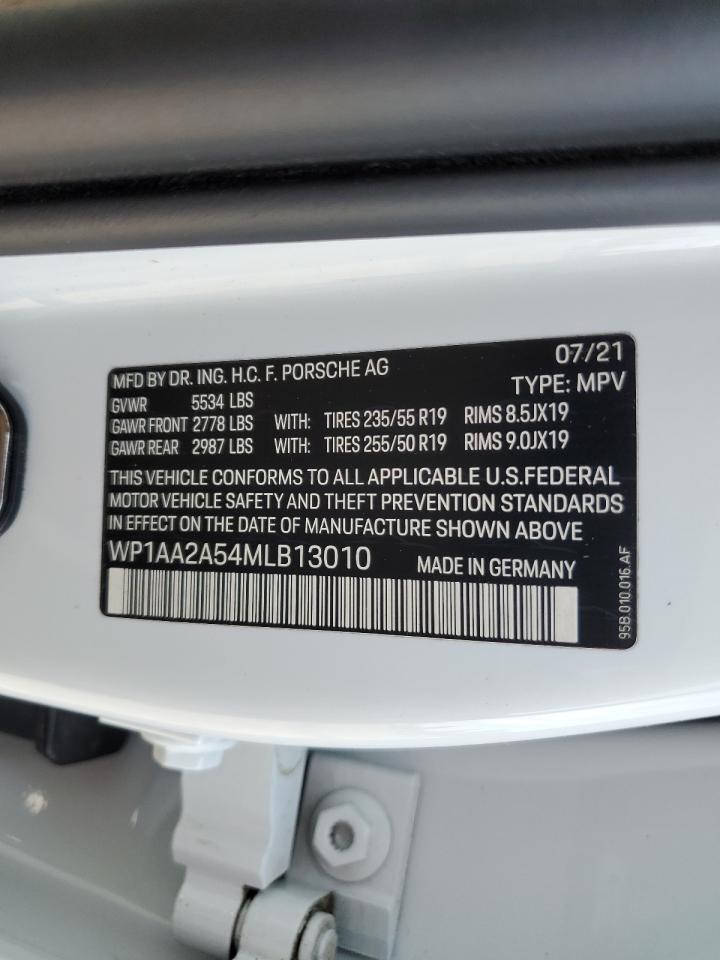 MFD BY DR. ING. H.C. F. PORSCHE AG 07/21
GVWR 5534 LBS TYPE: MPV
GAWR FRONT 2778 LBS WITH: TIRES 235/55 R19 RIMS 8.5JX19
GAWR REAR 2987 LBS WITH: TIRES 255/50 R19 RIMS 9.0JX19
THIS VEHICLE CONFORMS TO ALL APPLICABLE U.S.FEDERAL
MOTOR VEHICLE SAFETY AND THEFT PREVENTION STANDARDS
IN EFFECT ON THE DATE OF MANUFACTURE SHOWN ABOVE
WP1AA2A54MLB13010 MADE IN GERMANY
95B.010.016.AF